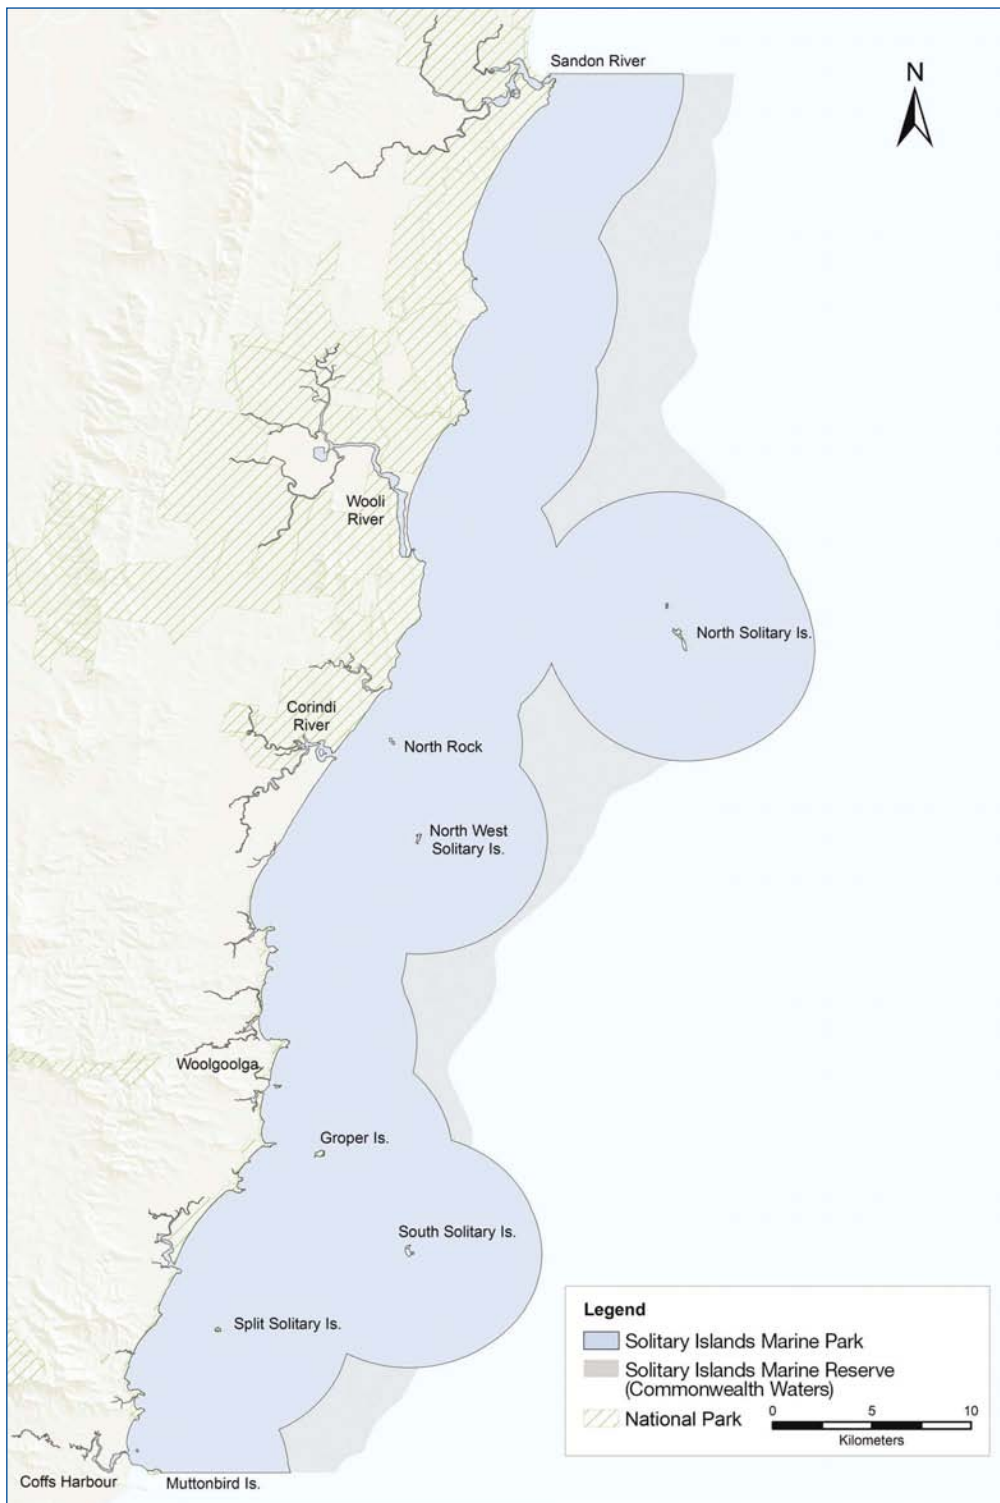 Sandon River
N
Wooli
River
North Solitary Is.
Corindi
River
North Rock
North West
Solitary Is.
Woolgoolga
Groper Is.
South Solitary Is.
Split Solitary Is.
Coffs Harbour
Muttonbird Is.
Legend
Solitary Islands Marine Park
Solitary Islands Marine Reserve
(Commonwealth Waters)
National Park
0 5 10
Kilometers